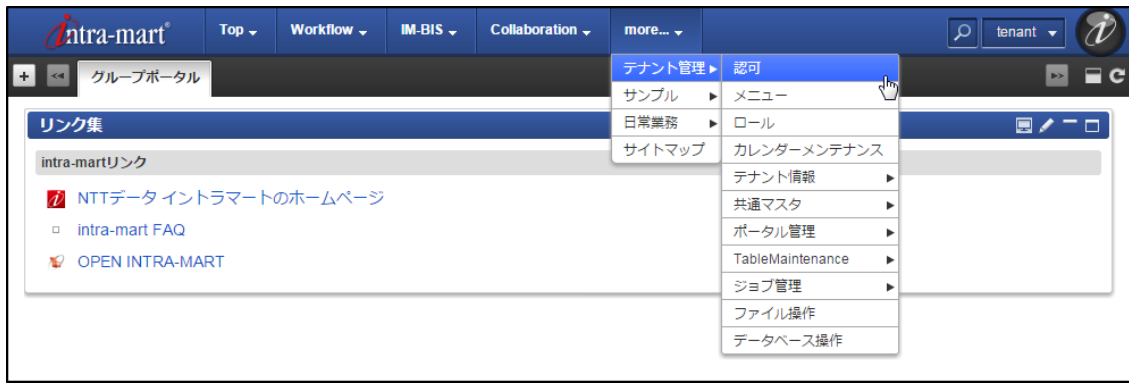 intra-mart® Top Workflow IM-BIS Collaboration more... tenant
グループポータル
テナント管理
サンプル
日常業務
サイトマップ
認可
メニュー
ロール
カレンダーメンテナンス
テナント情報
共通マスタ
ポータル管理
TableMaintenance
ジョブ管理
ファイル操作
データベース操作
リンク集
intra-martリンク
NTTデータ イントラマートのホームページ
intra-mart FAQ
OPEN INTRA-MART